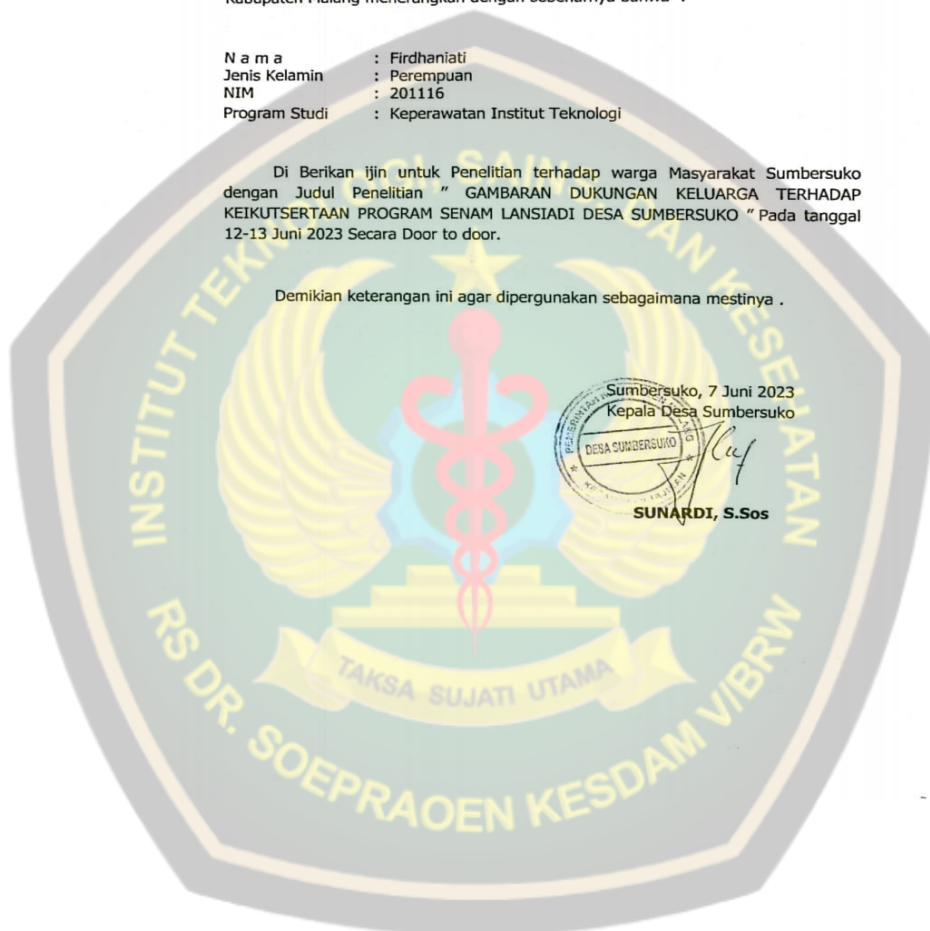 Kabupaten Malang menerangkan dengan sebenarnya bahwa :
N a m a : Firdhaniati
Jenis Kelamin : Perempuan
NIM : 201116
Program Studi : Keperawatan Institut Teknologi
Di Berikan ijin untuk Penelitian terhadap warga Masyarakat Sumbersuko
dengan Judul Penelitian " GAMBARAN DUKUNGAN KELUARGA TERHADAP
KEIKUTSERTAAN PROGRAM SENAM LANSIADI DESA SUMBERSUKO " Pada tanggal
12-13 Juni 2023 Secara Door to door.
Demikian keterangan ini agar dipergunakan sebagaimana mestinya .
Sumbersuko, 7 Juni 2023
Kepala Desa Sumbersuko
DESA SUMBERSUKO
SUNARDI, S.Sos
INSTITUT TEKNOLOGI, SAINS, DAN KESEHATAN
TAKSA SUJATI UTAMA
RS DR. SOEPRAOEN KESDAM V/BRW